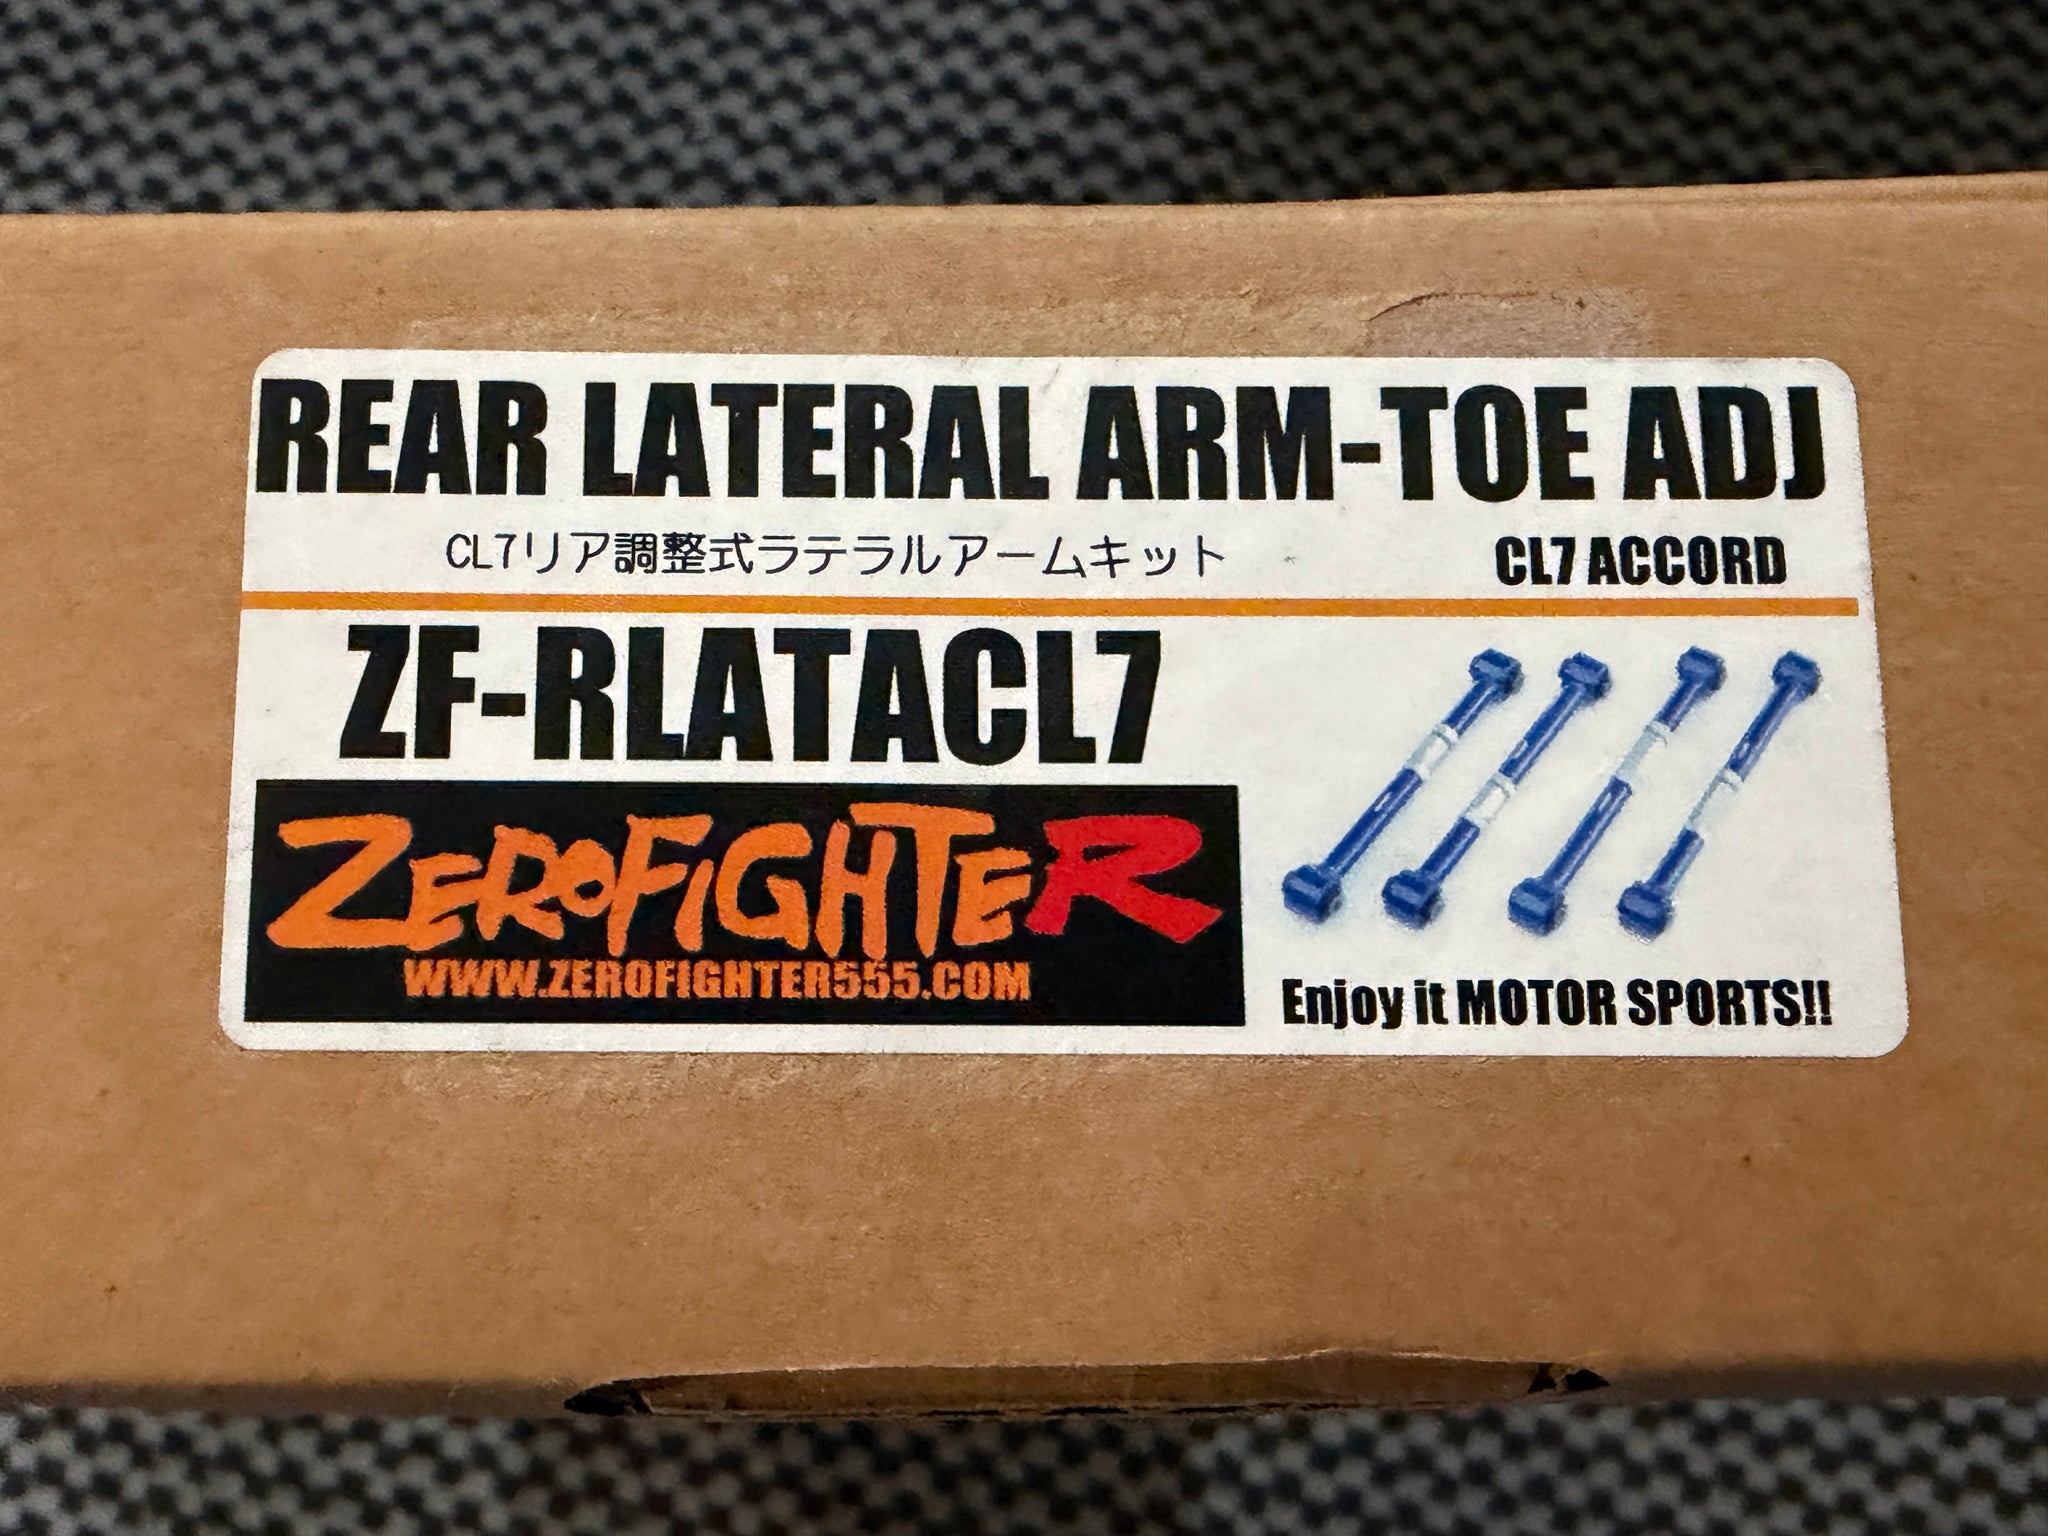 REAR LATERAL ARM-TOE ADJ
CL7リア調整式ラテラルアームキット
CL7 ACCORD
ZF-RLATACL7
ZEROFIGHTER
WWW.ZEROFIGHTER555.COM
Enjoy it MOTOR SPORTS!!